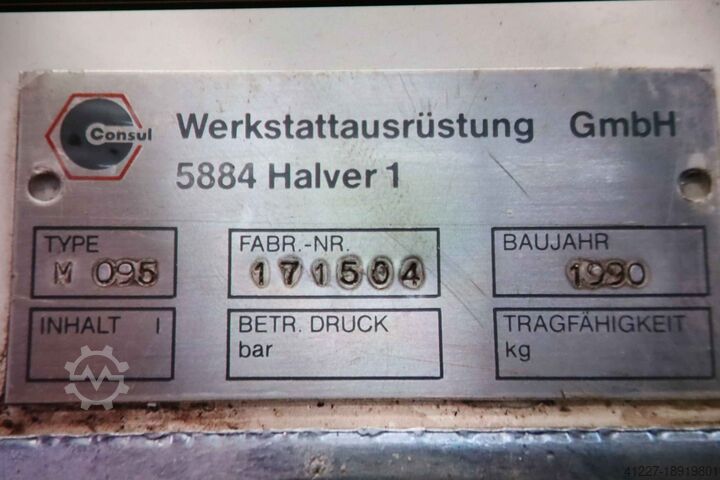 Consul
Werkstattausrüstung GmbH
5884 Halver 1
TYPE
M 095
FABR.-NR.
171504
BAUJAHR
1990
INHALT l
BETR. DRUCK
bar
TRAGFÄHIGKEIT
kg
41227-18919801